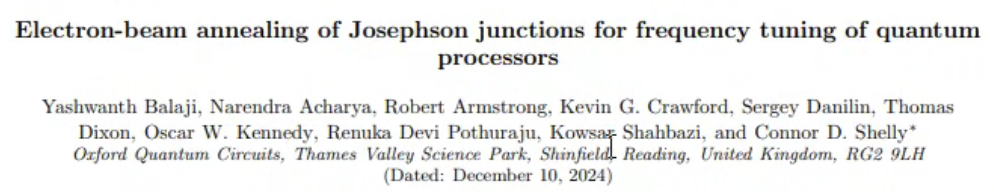 Electron-beam annealing of Josephson junctions for frequency tuning of quantum
processors
Yashwanth Balaji, Narendra Acharya, Robert Armstrong, Kevin G. Crawford, Sergey Danilin, Thomas
Dixon, Oscar W. Kennedy, Renuka Devi Pothuraju, Kowsar Shahbazi, and Connor D. Shelly*
Oxford Quantum Circuits, Thames Valley Science Park, Shinfield, Reading, United Kingdom, RG2 9LH
(Dated: December 10, 2024)